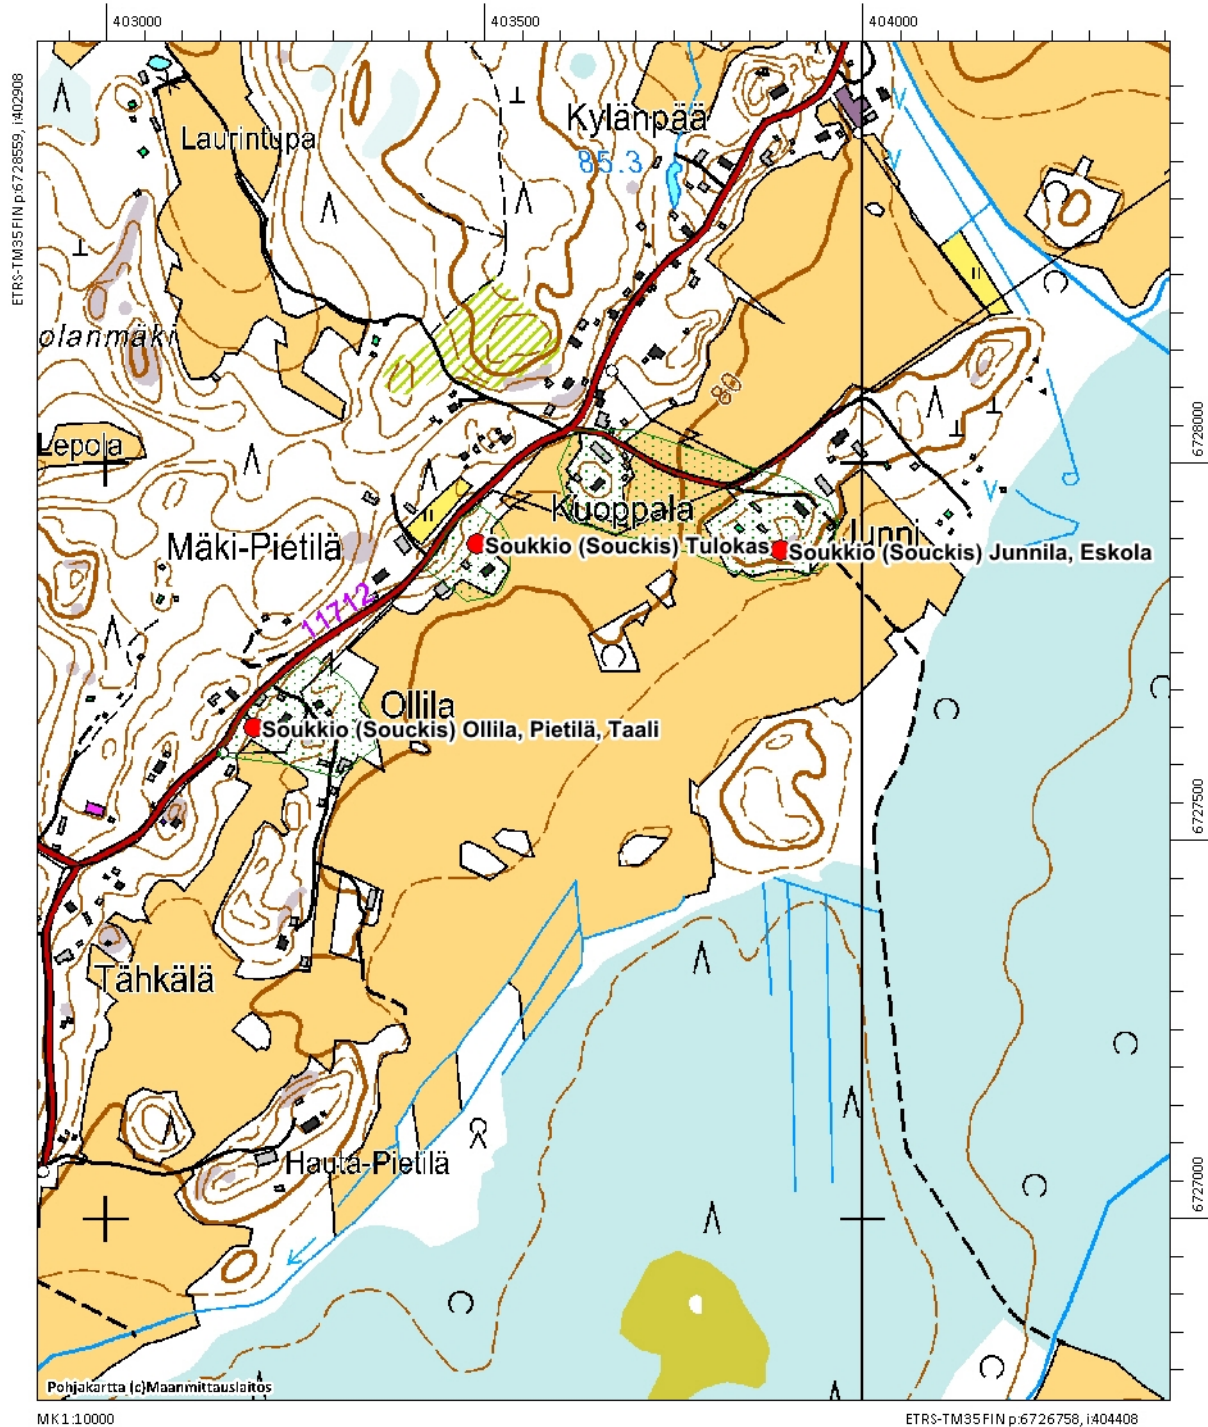 403000
403500
404000
ETRS-TM35FIN p:6728559, i:402908
Kylänpää
Laurintupa
85.3
olanmäki
80
6728000
Lepola
Kuoppala
Mäki-Pietilä
Junni
Soukkio (Souckis) Tulokas
Soukkio (Souckis) Junnila, Eskola
11712
Ollila
Soukkio (Souckis) Ollila, Pietilä, Taali
6727500
Tähkälä
Hauta-Pietilä
6727000
Pohjakartta (c)Maanmittauslaitos
MK 1:10000
ETRS-TM35FIN p:6726758, i:404408